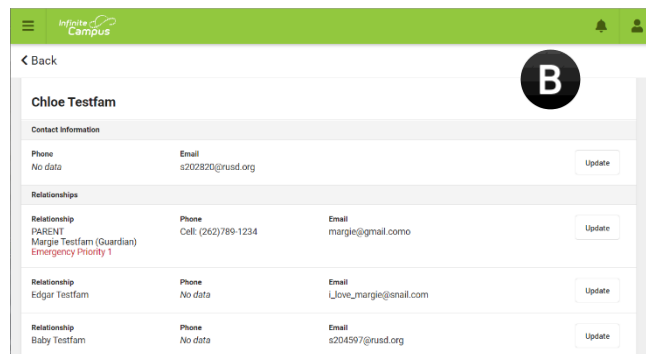 Infinite
Campus
Back
B
Chloe Testfam
Contact Information
Phone Email
No data s202820@rusd.org Update
Relationships
Relationship Phone Email
PARENT Cell: (262)789-1234 margie@gmail.como Update
Margie Testfam (Guardian)
Emergency Priority 1
Relationship Phone Email
Edgar Testfam No data i_love_margie@snail.com Update
Relationship Phone Email
Baby Testfam No data s204597@rusd.org Update